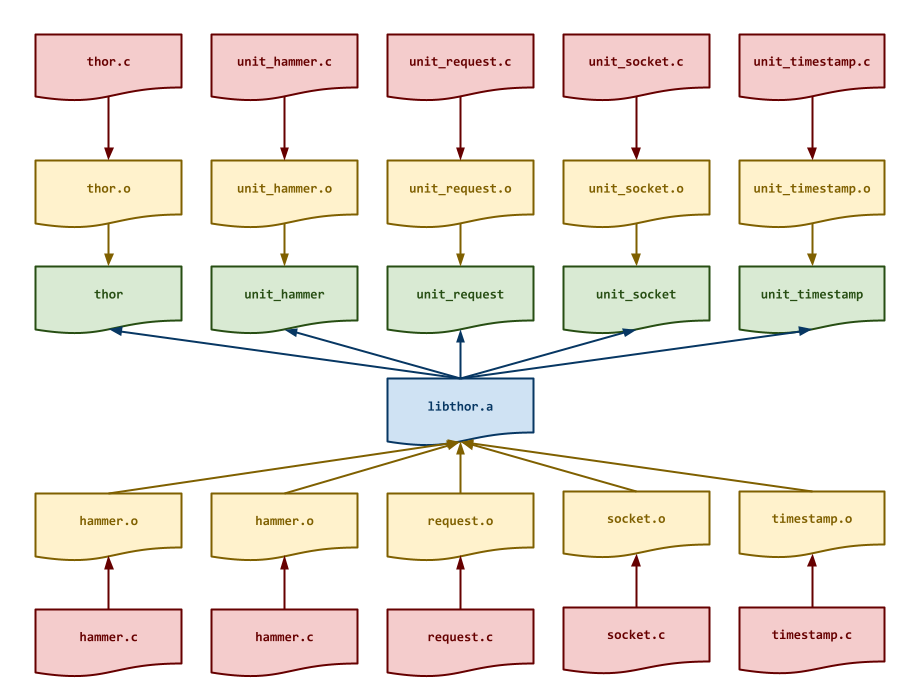 thor.c
unit_hammer.c
unit_request.c
unit_socket.c
unit_timestamp.c
thor.o
unit_hammer.o
unit_request.o
unit_socket.o
unit_timestamp.o
thor
unit_hammer
unit_request
unit_socket
unit_timestamp
libthor.a
hammer.o
hammer.o
request.o
socket.o
timestamp.o
hammer.c
hammer.c
request.c
socket.c
timestamp.c